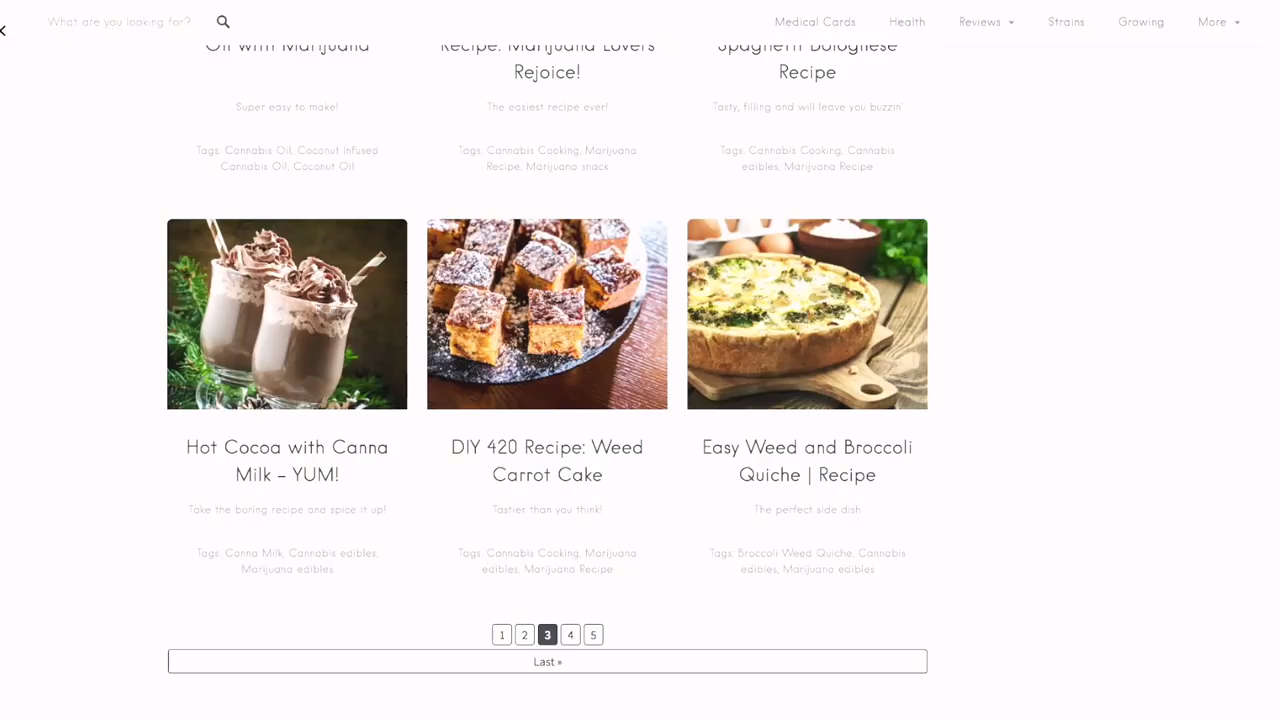 What are you looking for?
Medical Cards
Health
Reviews
Strains
Growing
More
Oil with Marijuana
Recipe: Marijuana Lovers
Rejoice!
Spaghetti Bolognese
Recipe
Super easy to make!
The easiest recipe ever!
Tasty, filling and will leave you buzzin'
Tags: Cannabis Oil, Coconut Infused
Cannabis Oil, Coconut Oil
Tags: Cannabis Cooking, Marijuana
Recipe, Marijuana snack
Tags: Cannabis Cooking, Cannabis
edibles, Marijuana Recipe
Hot Cocoa with Canna
Milk – YUM!
DIY 420 Recipe: Weed
Carrot Cake
Easy Weed and Broccoli
Quiche | Recipe
Take the boring recipe and spice it up!
Tastier than you think!
The perfect side dish
Tags: Canna Milk, Cannabis edibles,
Marijuana edibles
Tags: Cannabis Cooking, Marijuana
edibles, Marijuana Recipe
Tags: Broccoli Weed Quiche, Cannabis
edibles, Marijuana edibles
1 2 3 4 5
Last »